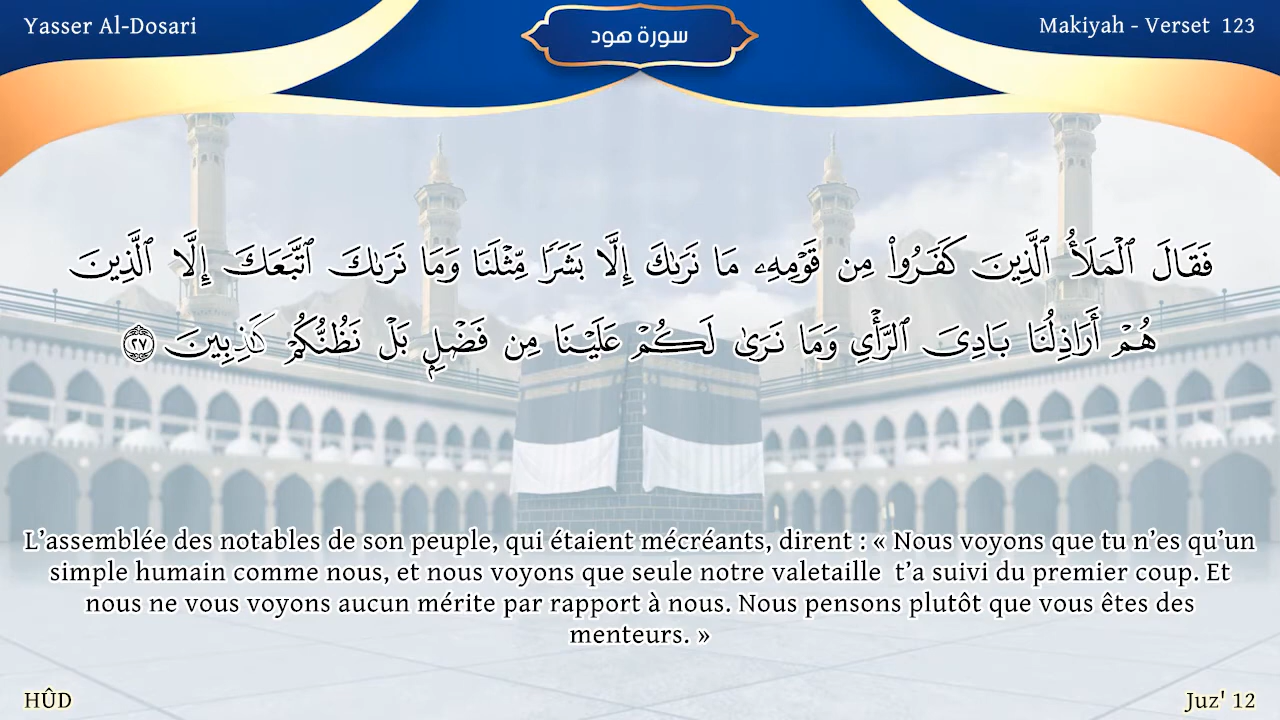 Yasser Al-Dosari
سورة هود
Makiyah - Verset 123
فَقَالَ ٱلْمَلَأُ ٱلَّذِينَ كَفَرُوا۟ مِن قَوْمِهِۦ مَا نَرَىٰكَ إِلَّا بَشَرًا مِّثْلَنَا وَمَا نَرَىٰكَ ٱتَّبَعَكَ إِلَّا ٱلَّذِينَ
هُمْ أَرَاذِلُنَا بَادِىَ ٱلرَّأْىِ وَمَا نَرَىٰ لَكُمْ عَلَيْنَا مِن فَضْلٍۭ بَلْ نَظُنُّكُمْ كَـٰذِبِينَ ٢٧
L’assemblée des notables de son peuple, qui étaient mécréants, dirent : « Nous voyons que tu n’es qu’un
simple humain comme nous, et nous voyons que seule notre valetaille  t’a suivi du premier coup. Et
nous ne vous voyons aucun mérite par rapport à nous. Nous pensons plutôt que vous êtes des
menteurs. »
HÛD
Juz' 12